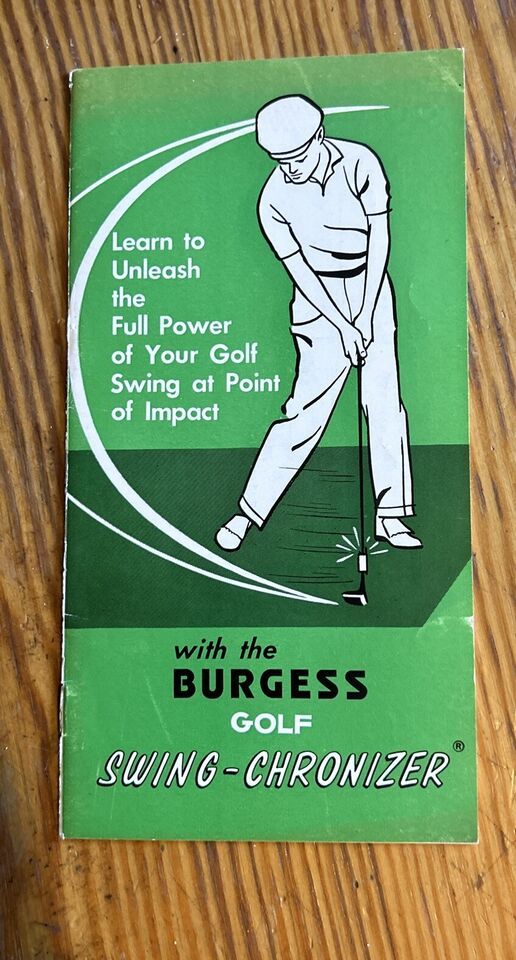 Learn to
Unleash
the
Full Power
of Your Golf
Swing at Point
of Impact
with the
BURGESS
GOLF
SWING-CHRONIZER®